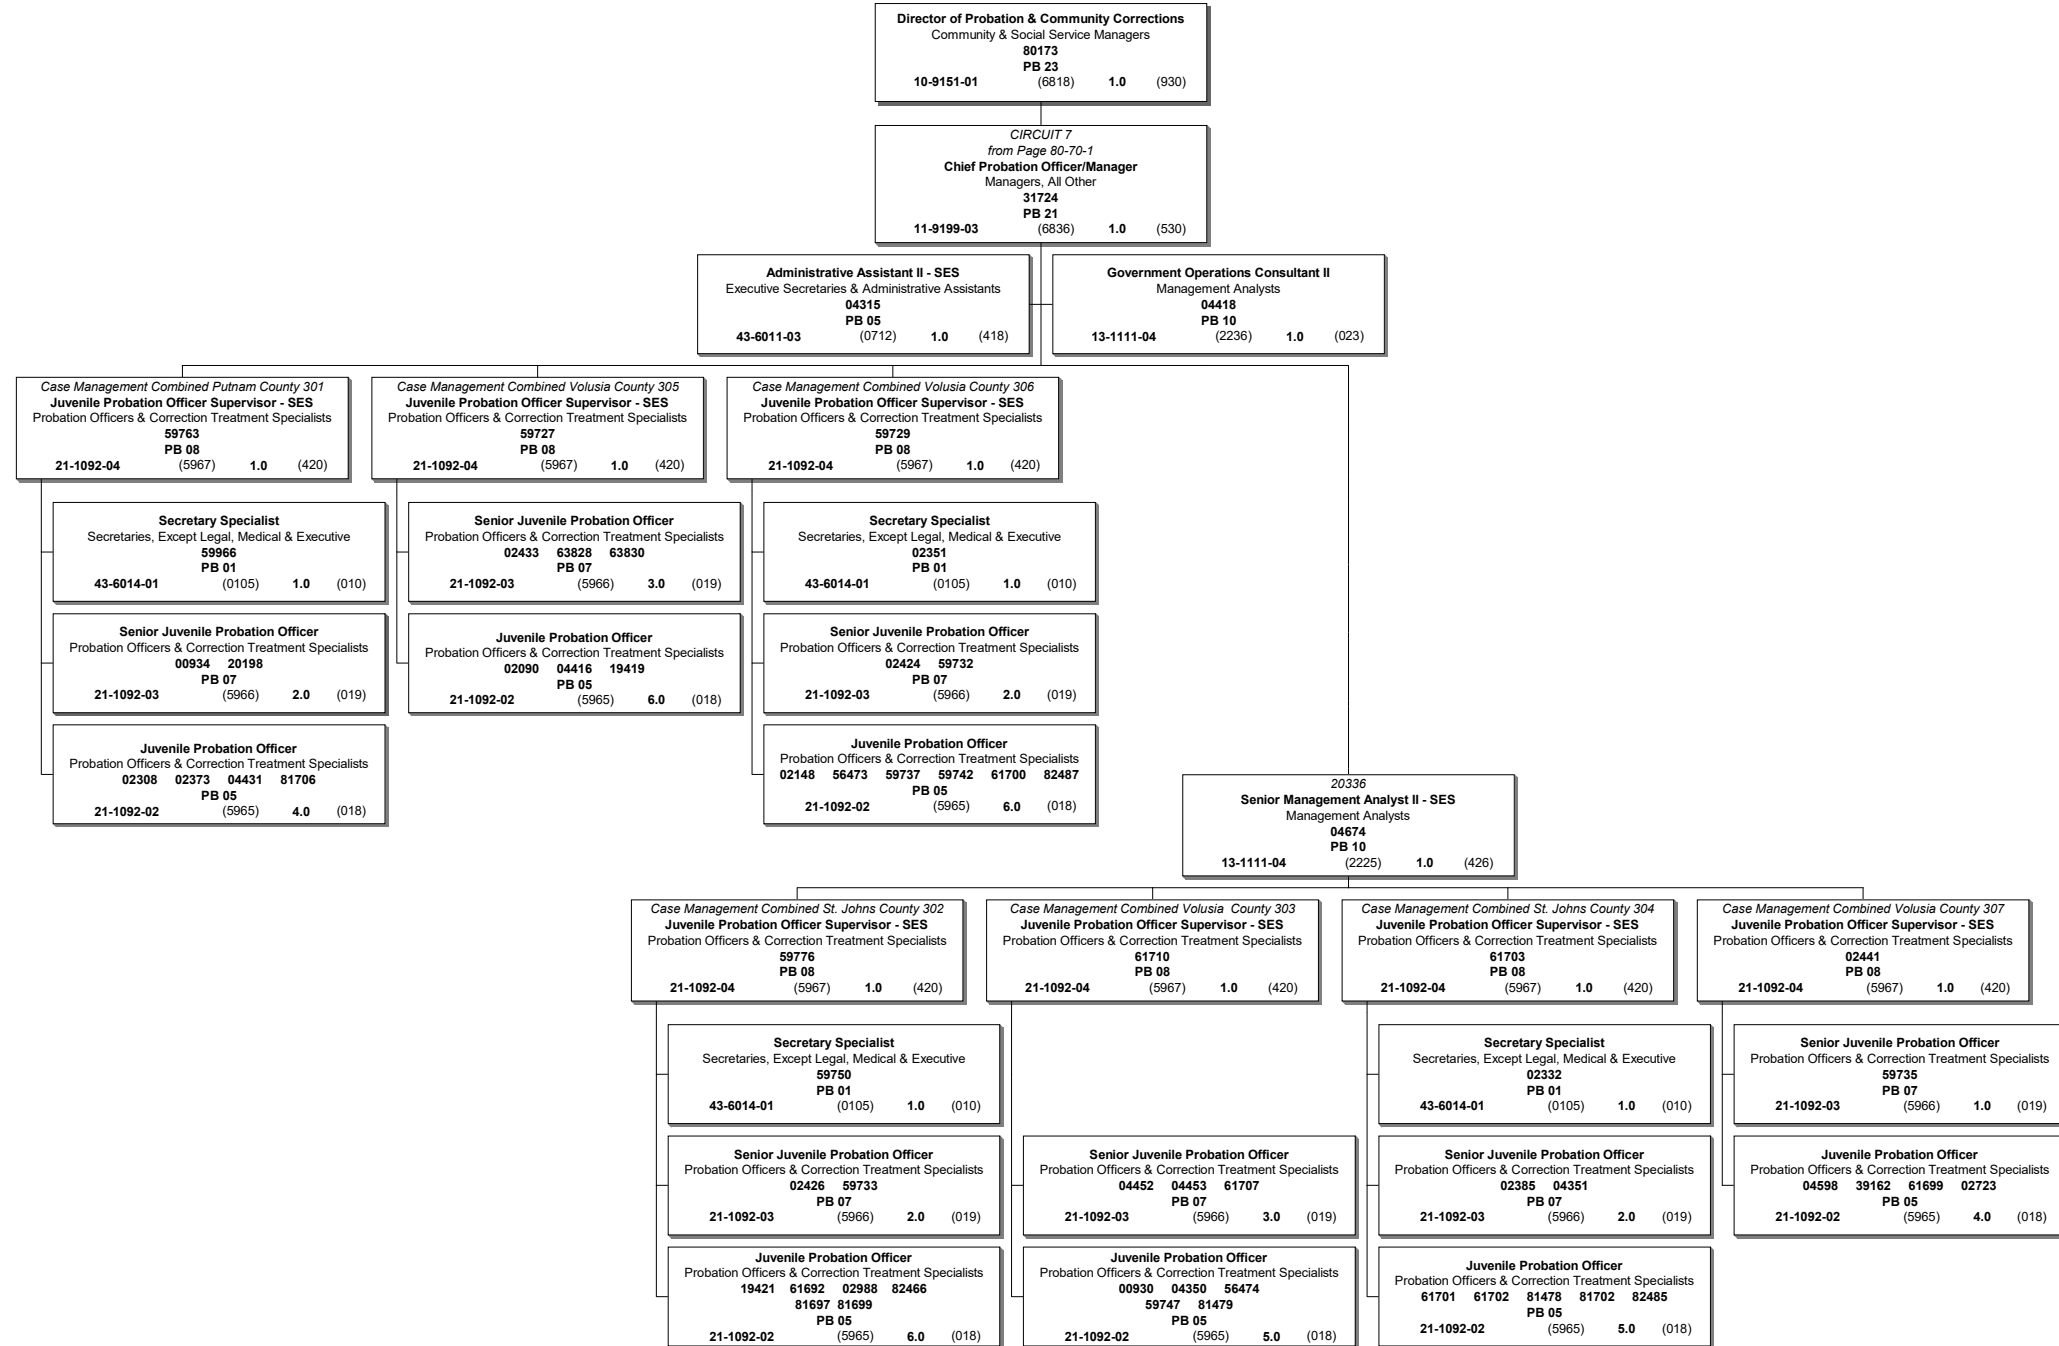 Director of Probation & Community Corrections
Community & Social Service Managers
80173
PB 23
10-9151-01 (6818) 1.0 (930)
CIRCUIT 7
from Page 80-70-1
Chief Probation Officer/Manager
Managers, All Other
31724
PB 21
11-9199-03 (6836) 1.0 (530)
Administrative Assistant II - SES
Executive Secretaries & Administrative Assistants
04315
PB 05
43-6011-03 (0712) 1.0 (418)
Government Operations Consultant II
Management Analysts
04418
PB 10
13-1111-04 (2236) 1.0 (023)
Case Management Combined Putnam County 301
Juvenile Probation Officer Supervisor - SES
Probation Officers & Correction Treatment Specialists
59763
PB 08
21-1092-04 (5967) 1.0 (420)
Secretary Specialist
Secretaries, Except Legal, Medical & Executive
59966
PB 01
43-6014-01 (0105) 1.0 (010)
Senior Juvenile Probation Officer
Probation Officers & Correction Treatment Specialists
00934 20198
PB 07
21-1092-03 (5966) 2.0 (019)
Juvenile Probation Officer
Probation Officers & Correction Treatment Specialists
02308 02373 04431 81706
PB 05
21-1092-02 (5965) 4.0 (018)
Case Management Combined Volusia County 305
Juvenile Probation Officer Supervisor - SES
Probation Officers & Correction Treatment Specialists
59727
PB 08
21-1092-04 (5967) 1.0 (420)
Senior Juvenile Probation Officer
Probation Officers & Correction Treatment Specialists
02433 63828 63830
PB 07
21-1092-03 (5966) 3.0 (019)
Juvenile Probation Officer
Probation Officers & Correction Treatment Specialists
02090 04416 19419
PB 05
21-1092-02 (5965) 6.0 (018)
Case Management Combined Volusia County 306
Juvenile Probation Officer Supervisor - SES
Probation Officers & Correction Treatment Specialists
59729
PB 08
21-1092-04 (5967) 1.0 (420)
Secretary Specialist
Secretaries, Except Legal, Medical & Executive
02351
PB 01
43-6014-01 (0105) 1.0 (010)
Senior Juvenile Probation Officer
Probation Officers & Correction Treatment Specialists
02424 59732
PB 07
21-1092-03 (5966) 2.0 (019)
Juvenile Probation Officer
Probation Officers & Correction Treatment Specialists
02148 56473 59737 59742 61700 82487
PB 05
21-1092-02 (5965) 6.0 (018)
20336
Senior Management Analyst II - SES
Management Analysts
04674
PB 10
13-1111-04 (2225) 1.0 (426)
Case Management Combined St. Johns County 302
Juvenile Probation Officer Supervisor - SES
Probation Officers & Correction Treatment Specialists
59776
PB 08
21-1092-04 (5967) 1.0 (420)
Secretary Specialist
Secretaries, Except Legal, Medical & Executive
59750
PB 01
43-6014-01 (0105) 1.0 (010)
Senior Juvenile Probation Officer
Probation Officers & Correction Treatment Specialists
02426 59733
PB 07
21-1092-03 (5966) 2.0 (019)
Juvenile Probation Officer
Probation Officers & Correction Treatment Specialists
19421 61692 02988 82466
81697 81699
PB 05
21-1092-02 (5965) 6.0 (018)
Case Management Combined Volusia County 303
Juvenile Probation Officer Supervisor - SES
Probation Officers & Correction Treatment Specialists
61710
PB 08
21-1092-04 (5967) 1.0 (420)
Senior Juvenile Probation Officer
Probation Officers & Correction Treatment Specialists
04452 04453 61707
PB 07
21-1092-03 (5966) 3.0 (019)
Juvenile Probation Officer
Probation Officers & Correction Treatment Specialists
00930 04350 56474
59747 81479
PB 05
21-1092-02 (5965) 5.0 (018)
Case Management Combined St. Johns County 304
Juvenile Probation Officer Supervisor - SES
Probation Officers & Correction Treatment Specialists
61703
PB 08
21-1092-04 (5967) 1.0 (420)
Secretary Specialist
Secretaries, Except Legal, Medical & Executive
02332
PB 01
43-6014-01 (0105) 1.0 (010)
Senior Juvenile Probation Officer
Probation Officers & Correction Treatment Specialists
02385 04351
PB 07
21-1092-03 (5966) 2.0 (019)
Juvenile Probation Officer
Probation Officers & Correction Treatment Specialists
61701 61702 81478 81702 82485
PB 05
21-1092-02 (5965) 5.0 (018)
Case Management Combined Volusia County 307
Juvenile Probation Officer Supervisor - SES
Probation Officers & Correction Treatment Specialists
02441
PB 08
21-1092-04 (5967) 1.0 (420)
Senior Juvenile Probation Officer
Probation Officers & Correction Treatment Specialists
59735
PB 07
21-1092-03 (5966) 1.0 (019)
Juvenile Probation Officer
Probation Officers & Correction Treatment Specialists
04598 39162 61699 02723
PB 05
21-1092-02 (5965) 4.0 (018)